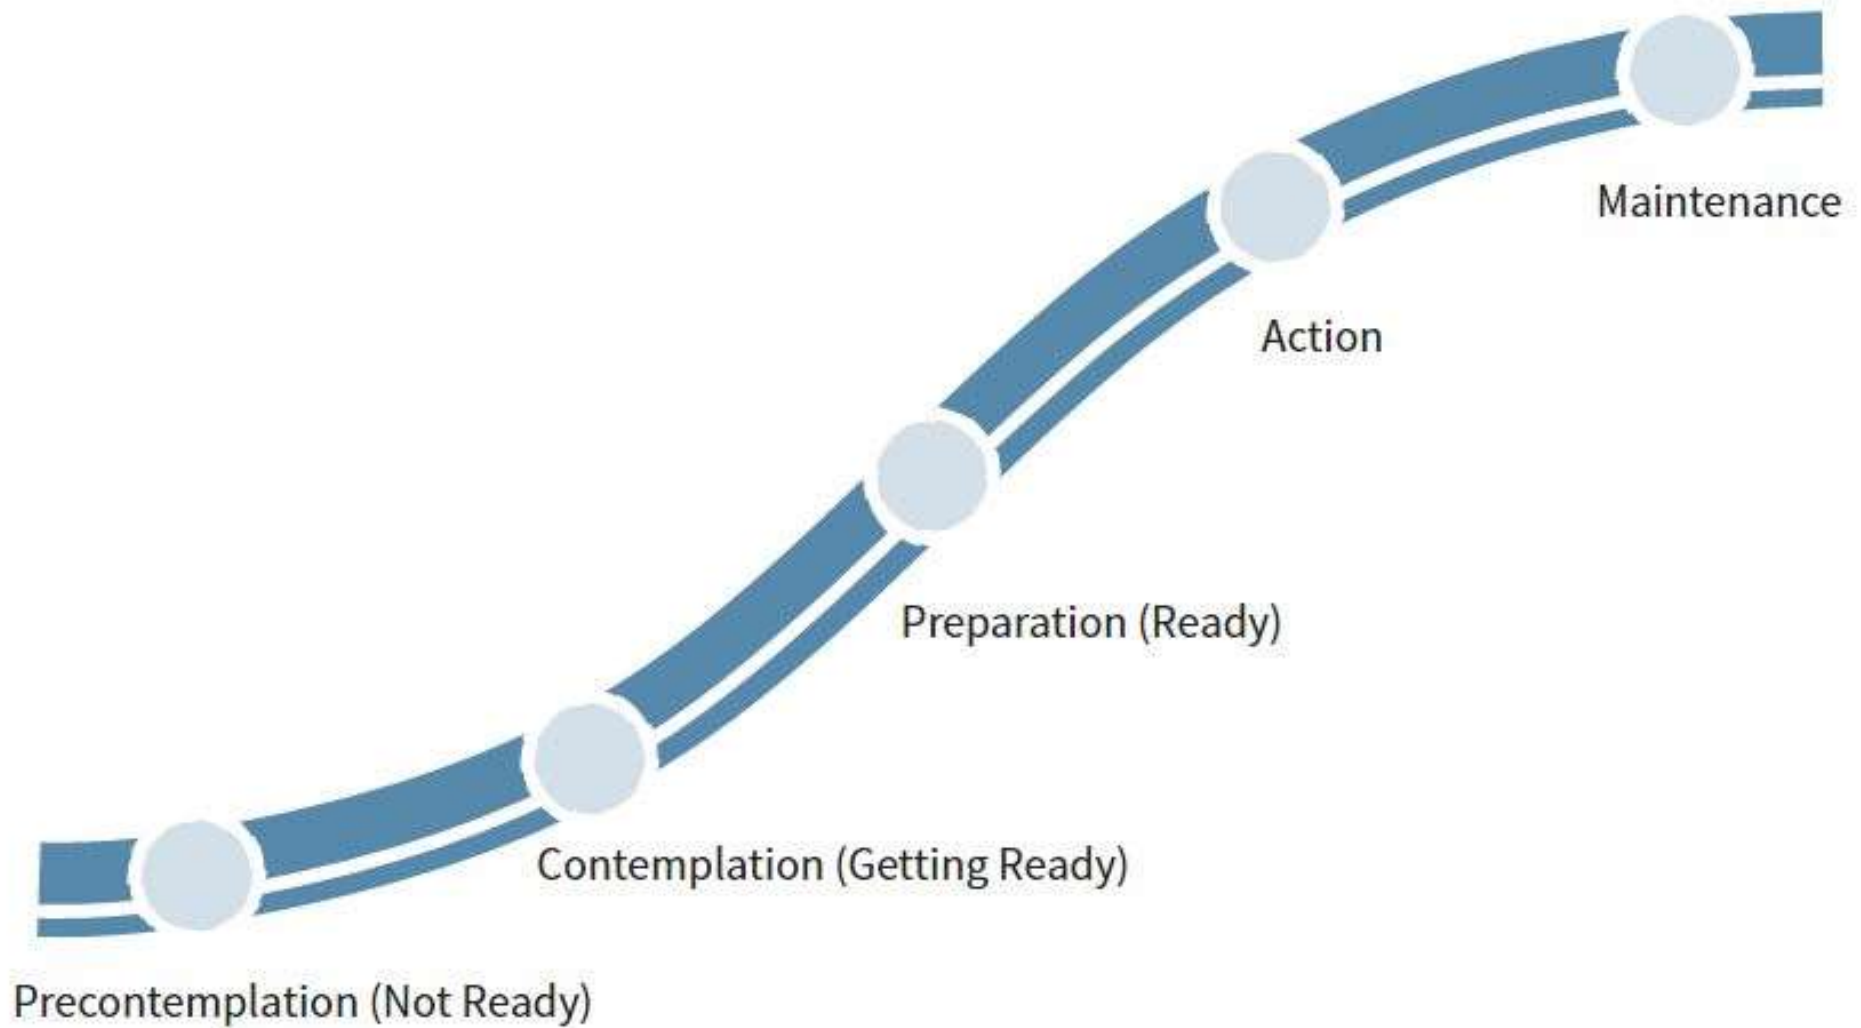 Maintenance
Action
Preparation (Ready)
Contemplation (Getting Ready)
Precontemplation (Not Ready)